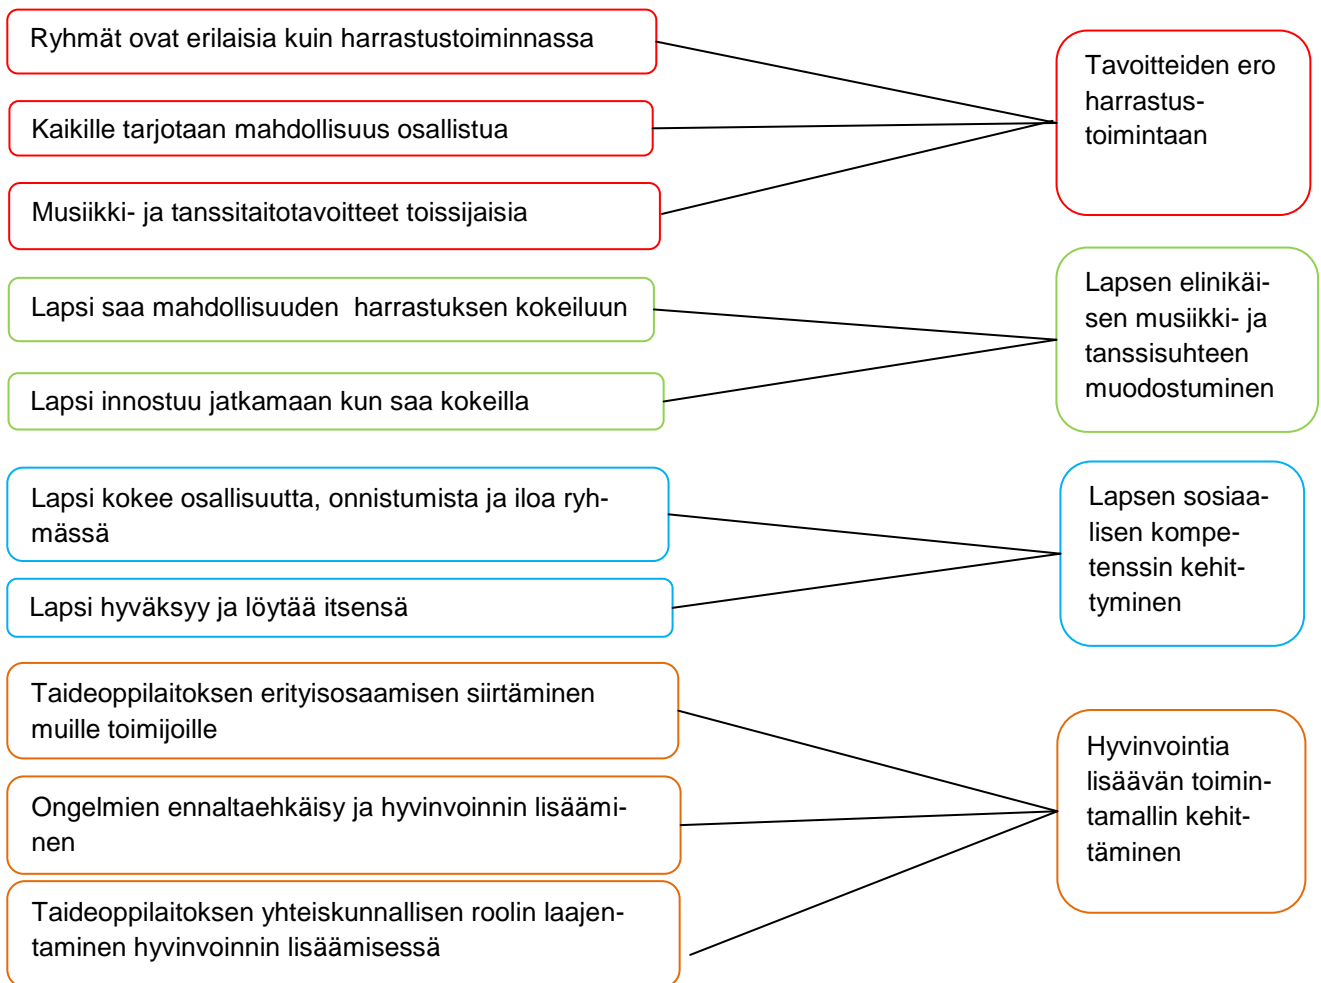 Ryhmät ovat erilaisia kuin harrastustoiminnassa
Kaikille tarjotaan mahdollisuus osallistua
Musiikki- ja tanssitaitotavoitteet toissijaisia
Tavoitteiden ero
harrastus-
toimintaan
Lapsi saa mahdollisuuden  harrastuksen kokeiluun
Lapsi innostuu jatkamaan kun saa kokeilla
Lapsen elinikäi-
sen musiikki- ja
tanssisuhteen
muodostuminen
Lapsi kokee osallisuutta, onnistumista ja iloa ryh-
mässä
Lapsi hyväksyy ja löytää itsensä
Lapsen sosiaa-
lisen kompe-
tenssin kehit-
tyminen
Taideoppilaitoksen erityisosaamisen siirtäminen
muille toimijoille
Ongelmien ennaltaehkäisy ja hyvinvoinnin lisäämi-
nen
Taideoppilaitoksen yhteiskunnallisen roolin laajen-
taminen hyvinvoinnin lisäämisessä
Hyvinvointia
lisäävän toimin-
tamallin kehit-
täminen